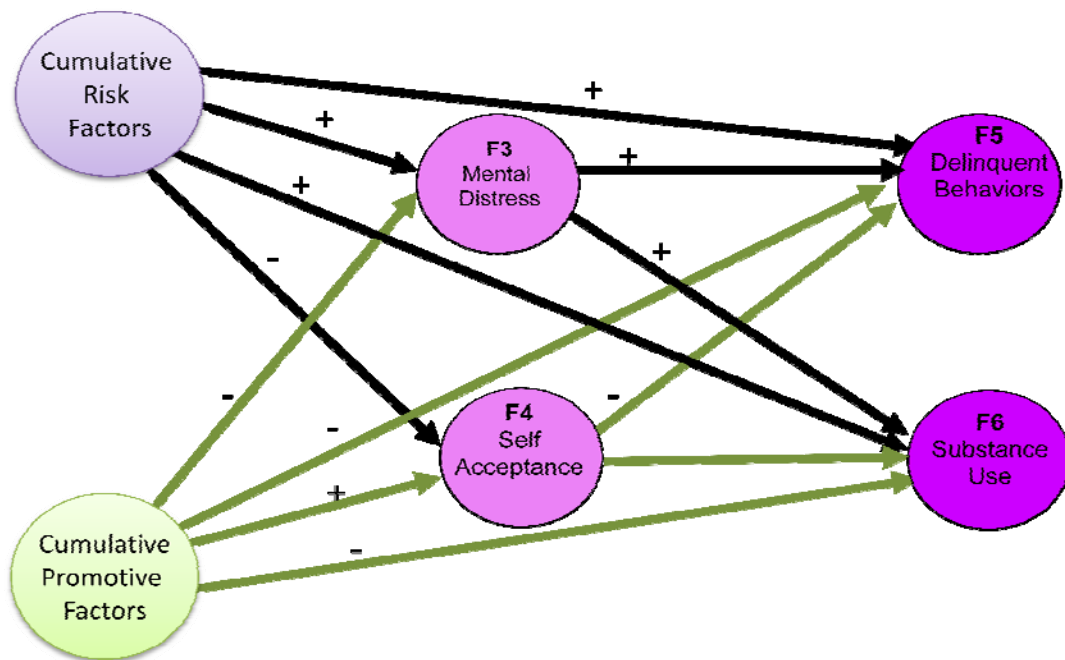 Cumulative
Risk
Factors
+
+
+
-
F3
Mental
Distress
+
+
F5
Delinquent
Behaviors
-
-
+
-
F4
Self
Acceptance
-
F6
Substance
Use
Cumulative
Promotive
Factors